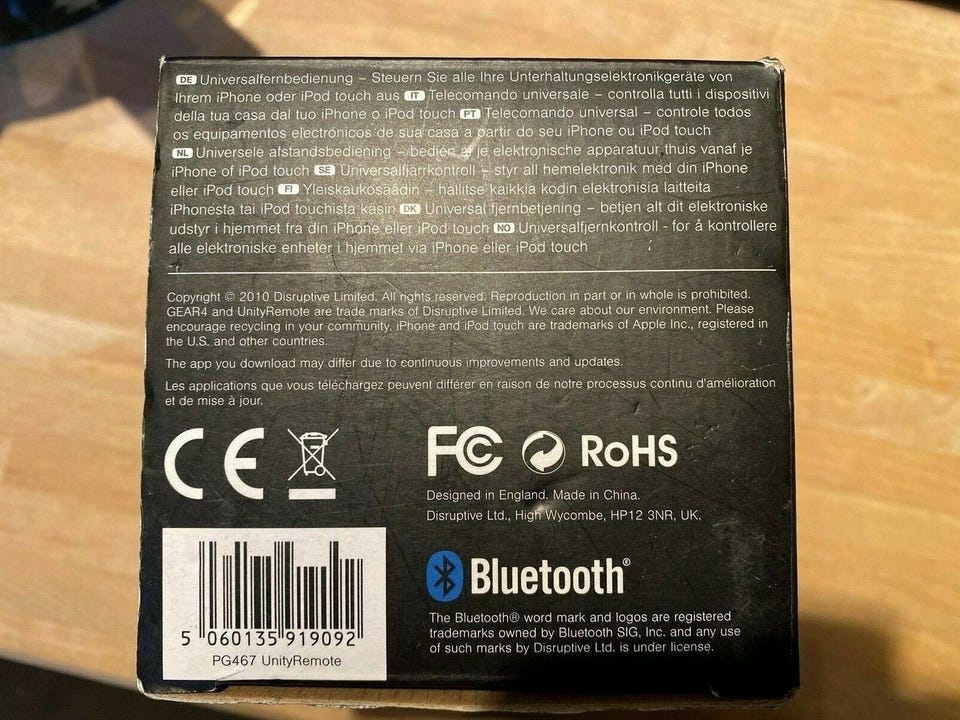 DE Universalfernbedienung – Steuern Sie alle Ihre Unterhaltungselektronikgeräte von
Ihrem iPhone oder iPod touch aus IT Telecomando universale – controlla tutti i dispositivi
della tua casa dal tuo iPhone o iPod touch PT Telecomando universal – controle todos
os equipamentos electrónicos de sua casa a partir do seu iPhone ou iPod touch
NL Universele afstandsbediening – bedien al je elektronische apparatuur thuis vanaf je
iPhone of iPod touch SE Universalfjärrkontroll – styr all hemelektronik med din iPhone
eller iPod touch FI Yleiskaukosäädin – hallitse kaikkia kodin elektronisia laitteita
iPhonesta tai iPod touchista käsin DK Universal fjernbetjening – betjen alt dit elektroniske
udstyr i hjemmet fra din iPhone eller iPod touch NO Universalfjernkontroll - for å kontrollere
alle elektroniske enheter i hjemmet via iPhone eller iPod touch
Copyright © 2010 Disruptive Limited. All rights reserved. Reproduction in part or in whole is prohibited.
GEAR4 and UnityRemote are trade marks of Disruptive Limited. We care about our environment. Please
encourage recycling in your community. iPhone and iPod touch are trademarks of Apple Inc., registered in
the U.S. and other countries.
The app you download may differ due to continuous improvements and updates.
Les applications que vous téléchargez peuvent différer en raison de notre processus continu d'amélioration
et de mise à jour.
CE FC RoHS
Designed in England. Made in China.
Disruptive Ltd., High Wycombe, HP12 3NR, UK.
Bluetooth®
The Bluetooth® word mark and logos are registered
trademarks owned by Bluetooth SIG, Inc. and any use
of such marks by Disruptive Ltd. is under license.
5 060135 919092
PG467 UnityRemote